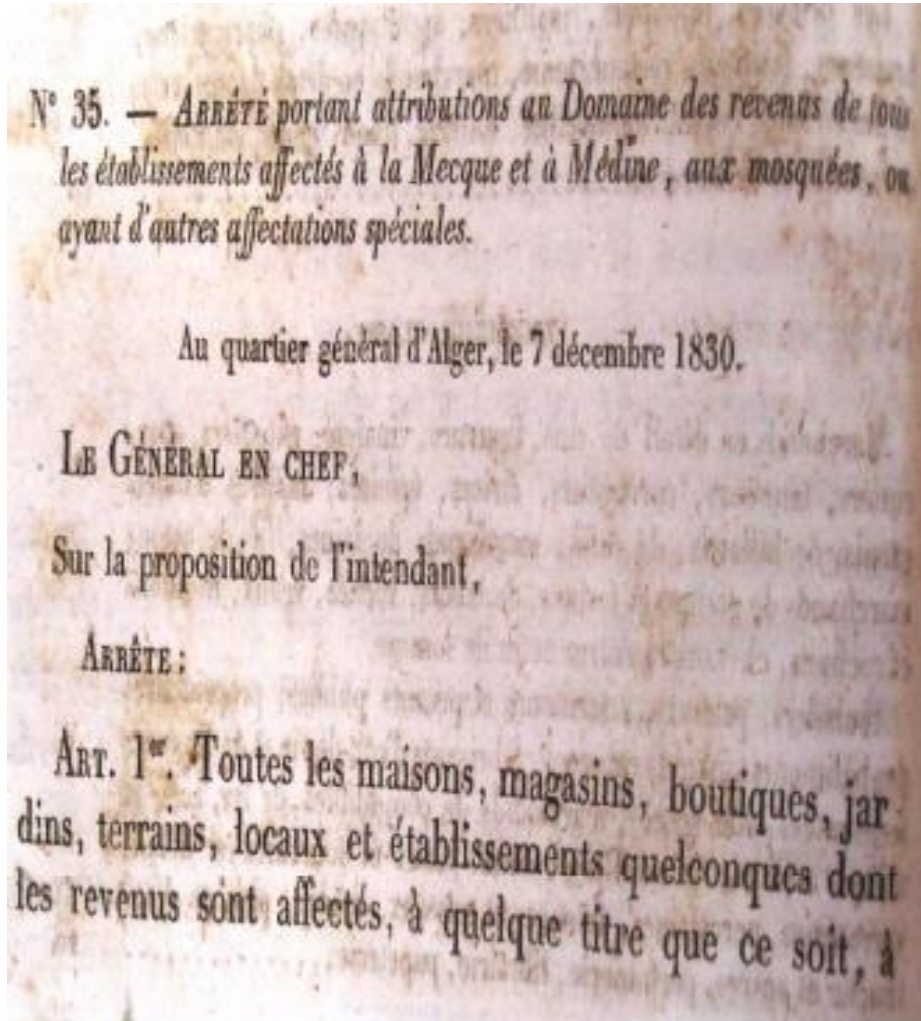 N° 35. — ARRÊTÉ portant attributions au Domaine des revenus de tous
les établissements affectés à la Mecque et à Médine, aux mosquées, ou
ayant d'autres affectations spéciales.
Au quartier général d'Alger, le 7 décembre 1830.
LE GÉNÉRAL EN CHEF,
Sur la proposition de l'intendant,
ARRÊTE :
ART. 1er. Toutes les maisons, magasins, boutiques, jar
dins, terrains, locaux et établissements quelconques dont
les revenus sont affectés, à quelque titre que ce soit, à